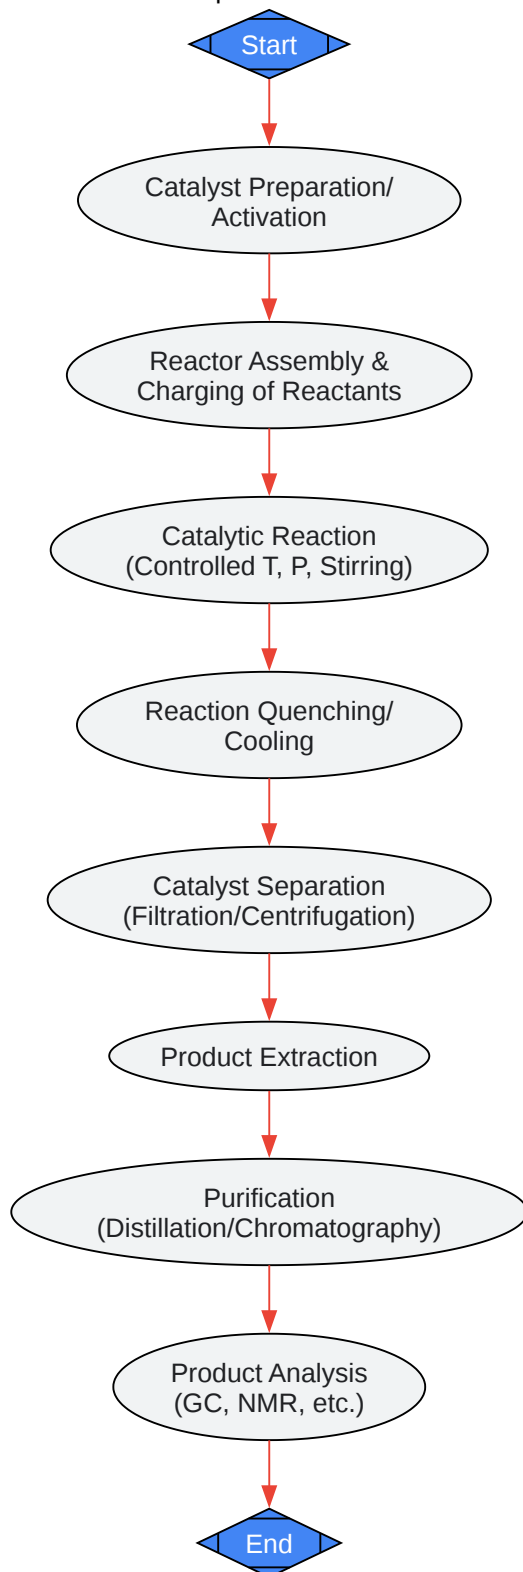 Start
Catalyst Preparation/
Activation
Reactor Assembly &
Charging of Reactants
Catalytic Reaction
(Controlled T, P, Stirring)
Reaction Quenching/
Cooling
Catalyst Separation
(Filtration/Centrifugation)
Product Extraction
Purification
(Distillation/Chromatography)
Product Analysis
(GC, NMR, etc.)
End